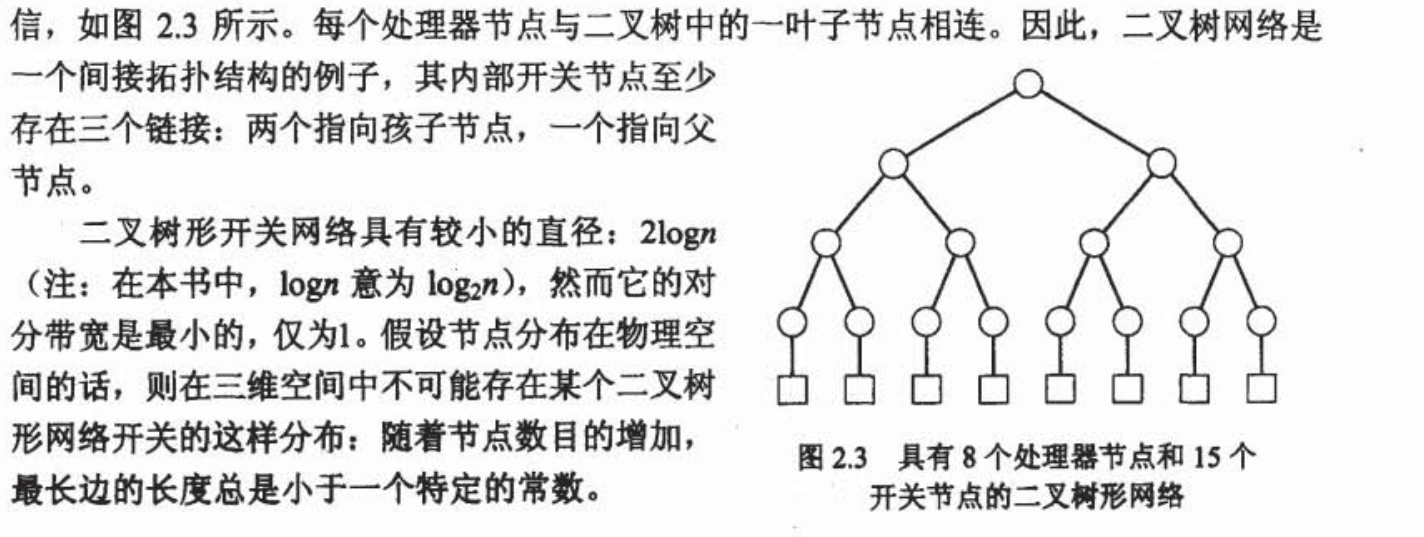 信，如图 2.3 所示。每个处理器节点与二叉树中的一叶子节点相连。因此，二叉树网络是
一个间接拓扑结构的例子，其内部开关节点至少
存在三个链接：两个指向孩子节点，一个指向父
节点。
二叉树形开关网络具有较小的直径：2logn
（注：在本书中，logn 意为 log₂n），然而它的对
分带宽是最小的，仅为1。假设节点分布在物理空
间的话，则在三维空间中不可能存在某个二叉树
形网络开关的这样分布：随着节点数目的增加，
最长边的长度总是小于一个特定的常数。
图 2.3 具有 8 个处理器节点和 15 个
开关节点的二叉树形网络